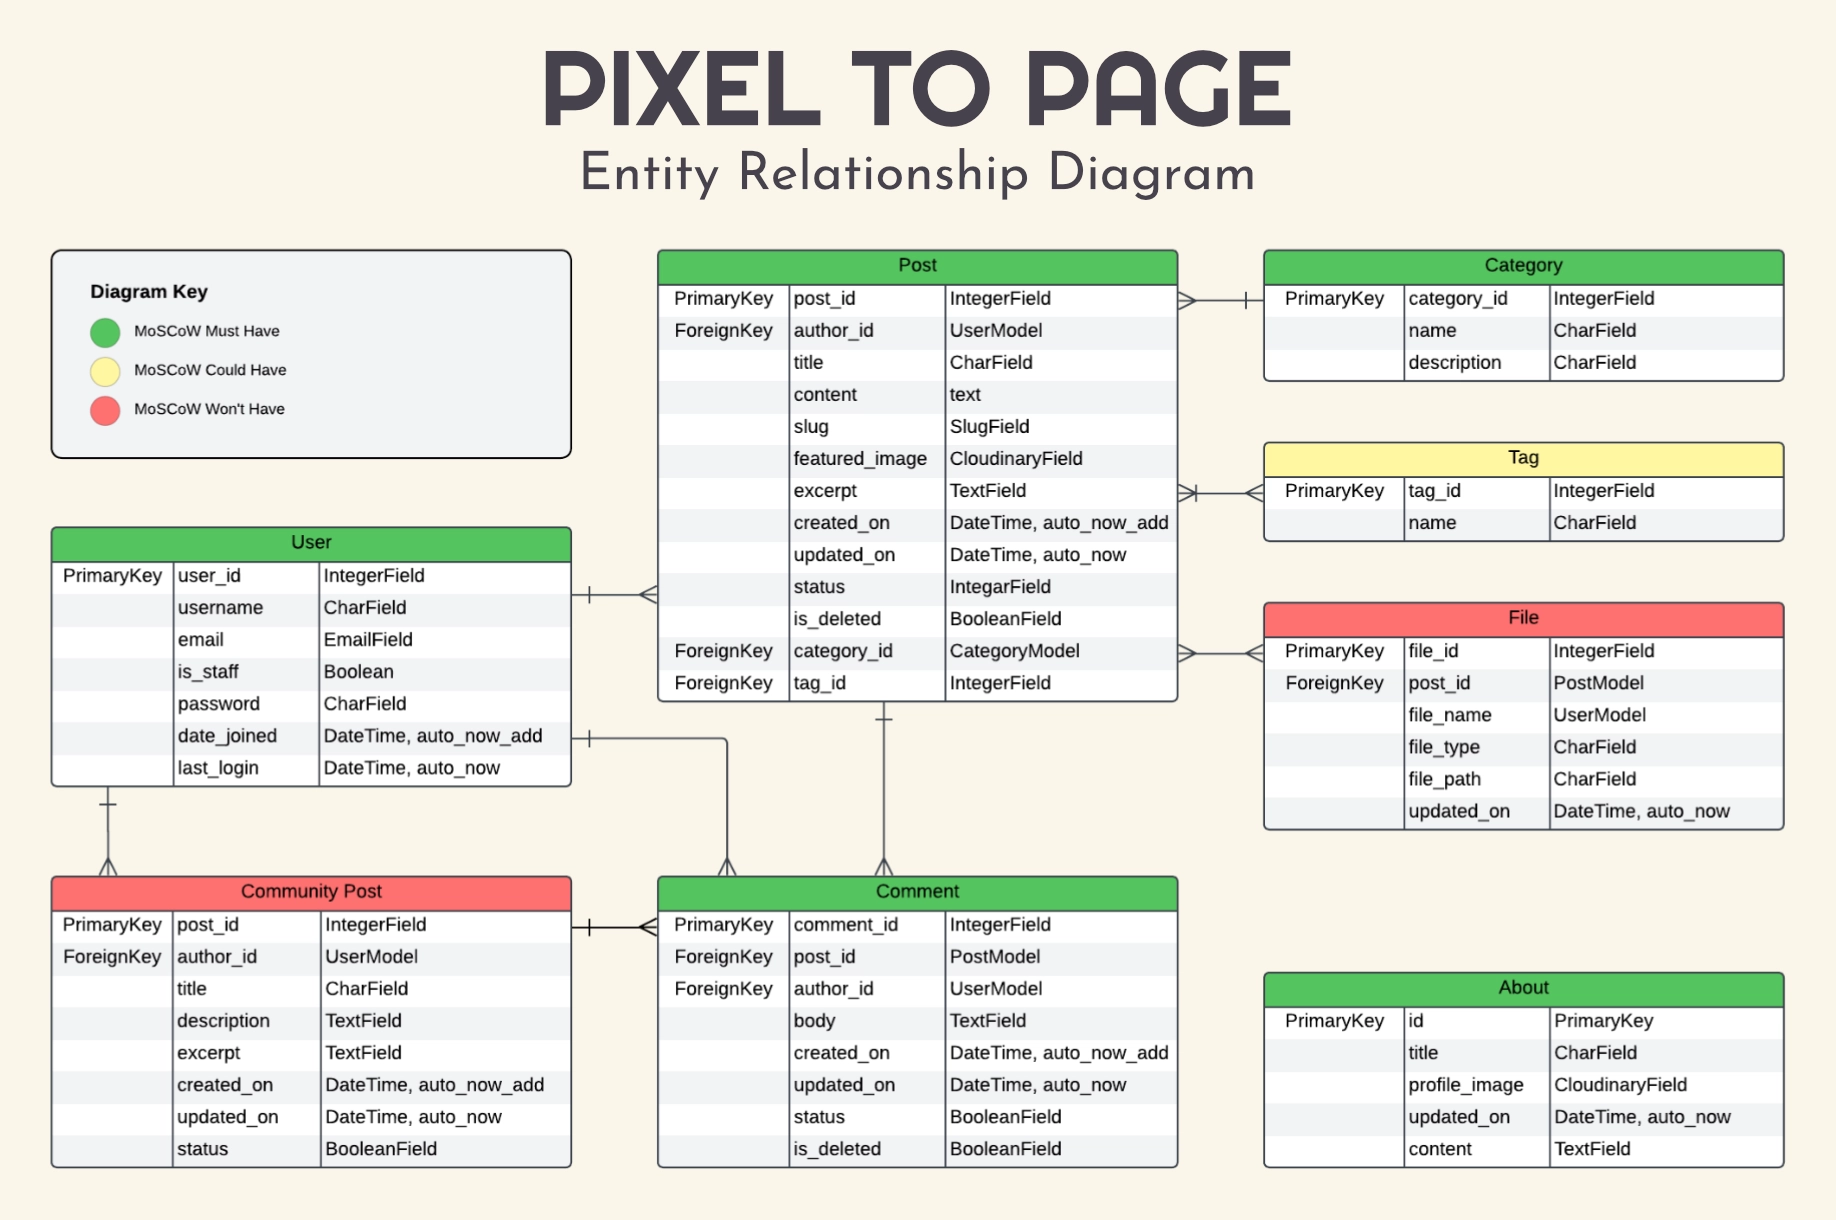 PIXEL TO PAGE
Entity Relationship Diagram
Diagram Key
MoSCoW Must Have
MoSCoW Could Have
MoSCoW Won't Have
User
PrimaryKey user_id IntegerField
username CharField
email EmailField
is_staff Boolean
password CharField
date_joined DateTime, auto_now_add
last_login DateTime, auto_now
Community Post
PrimaryKey post_id IntegerField
ForeignKey author_id UserModel
title CharField
description TextField
excerpt TextField
created_on DateTime, auto_now_add
updated_on DateTime, auto_now
status BooleanField
Post
PrimaryKey post_id IntegerField
ForeignKey author_id UserModel
title CharField
content text
slug SlugField
featured_image CloudinaryField
excerpt TextField
created_on DateTime, auto_now_add
updated_on DateTime, auto_now
status IntegarField
is_deleted BooleanField
ForeignKey category_id CategoryModel
ForeignKey tag_id IntegerField
Comment
PrimaryKey comment_id IntegerField
ForeignKey post_id PostModel
ForeignKey author_id UserModel
body TextField
created_on DateTime, auto_now_add
updated_on DateTime, auto_now
status BooleanField
is_deleted BooleanField
Category
PrimaryKey category_id IntegerField
name CharField
description CharField
Tag
PrimaryKey tag_id IntegerField
name CharField
File
PrimaryKey file_id IntegerField
ForeignKey post_id PostModel
file_name UserModel
file_type CharField
file_path CharField
updated_on DateTime, auto_now
About
PrimaryKey id PrimaryKey
title CharField
profile_image CloudinaryField
updated_on DateTime, auto_now
content TextField